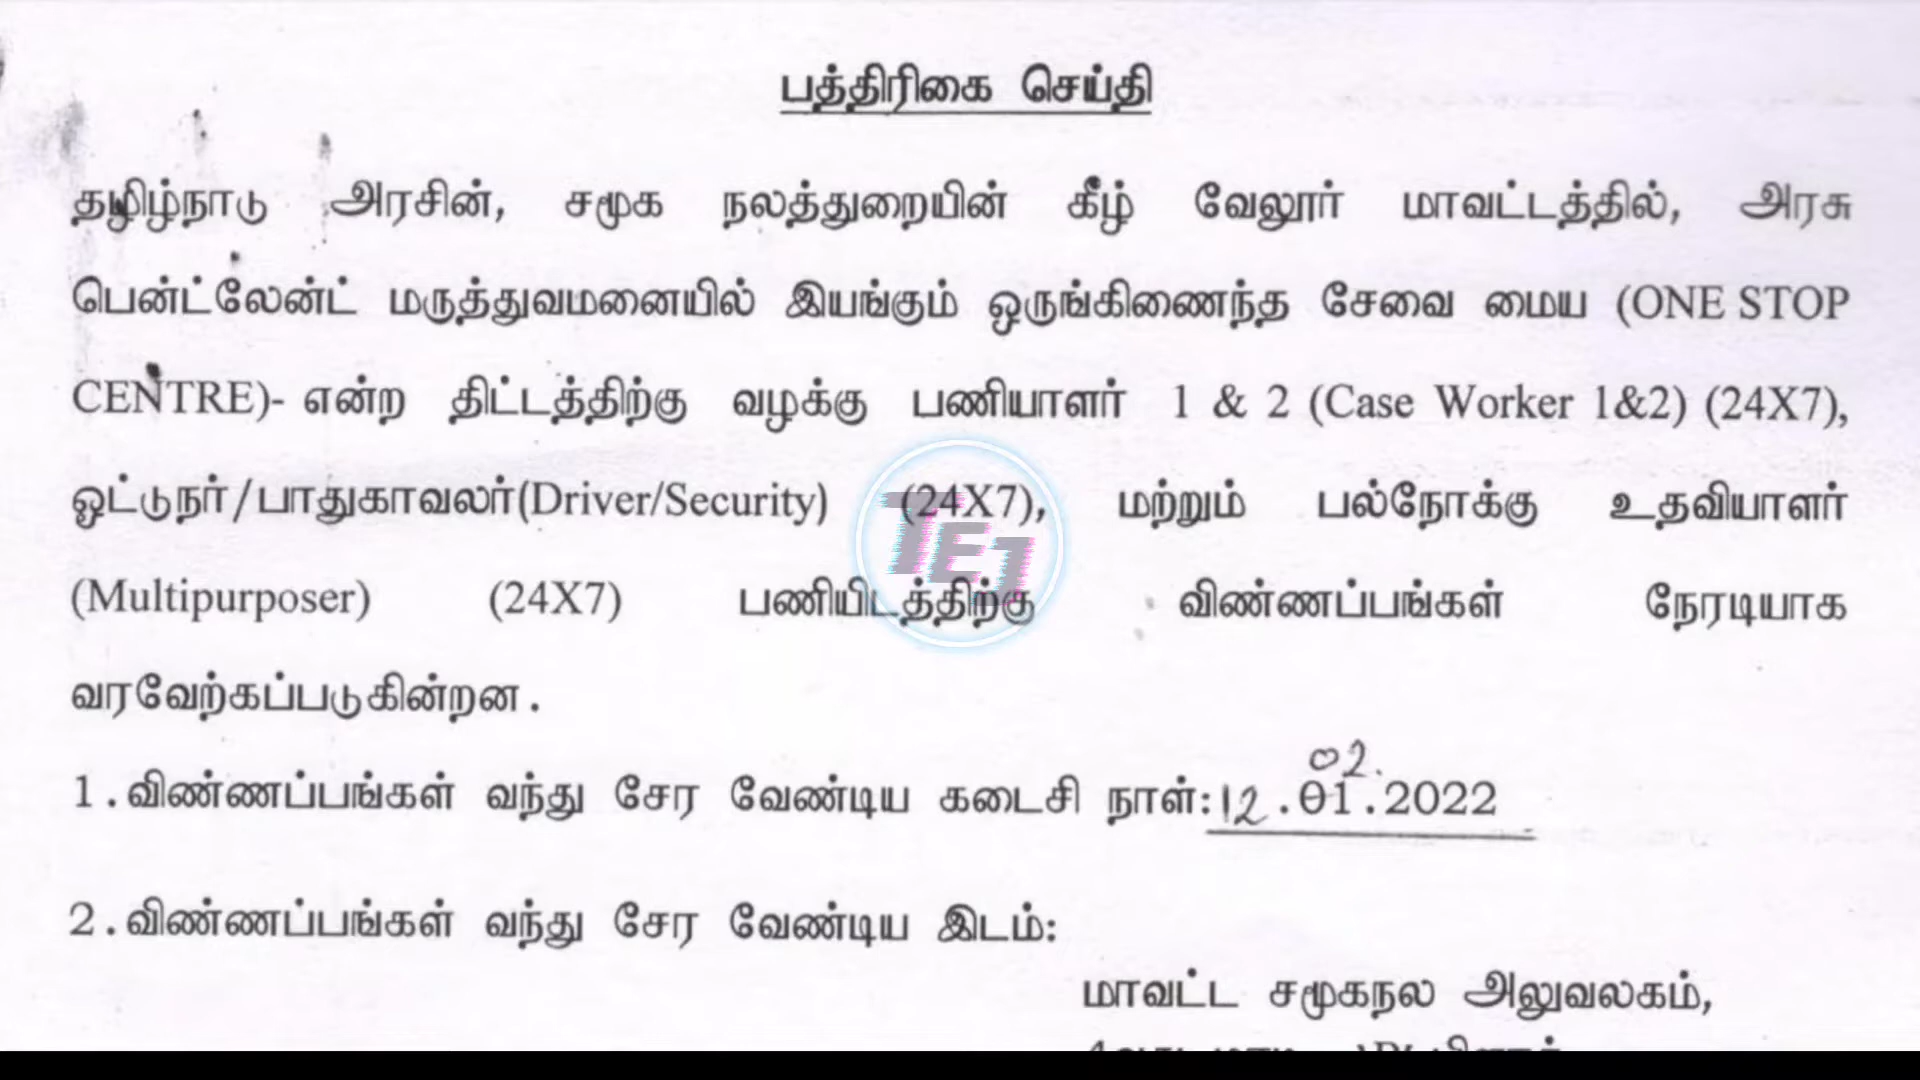 பத்திரிகை செய்தி
தமிழ்நாடு அரசின், சமூக நலத்துறையின் கீழ் வேலூர் மாவட்டத்தில், அரசு
பென்ட்லேன்ட் மருத்துவமனையில் இயங்கும் ஒருங்கிணைந்த சேவை மைய (ONE STOP
CENTRE)- என்ற திட்டத்திற்கு வழக்கு பணியாளர் 1 & 2 (Case Worker 1&2) (24X7),
ஓட்டுநர்/பாதுகாவலர்(Driver/Security) (24X7), மற்றும் பல்நோக்கு உதவியாளர்
TEJ
(Multipurposer) (24X7) பணியிடத்திற்கு விண்ணப்பங்கள் நேரடியாக
வரவேற்கப்படுகின்றன.
02.
1.விண்ணப்பங்கள் வந்து சேர வேண்டிய கடைசி நாள்:12.01.2022
2.விண்ணப்பங்கள் வந்து சேர வேண்டிய இடம்:
மாவட்ட சமூகநல அலுவலகம்,